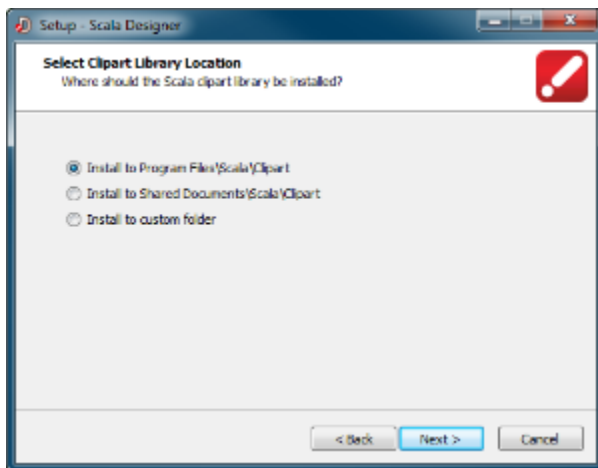 Setup - Scala Designer
Select Clipart Library Location
Where should the Scala clipart library be installed?
Install to Program Files\Scala\Clipart
Install to Shared Documents\Scala\Clipart
Install to custom folder
< Back
Next >
Cancel